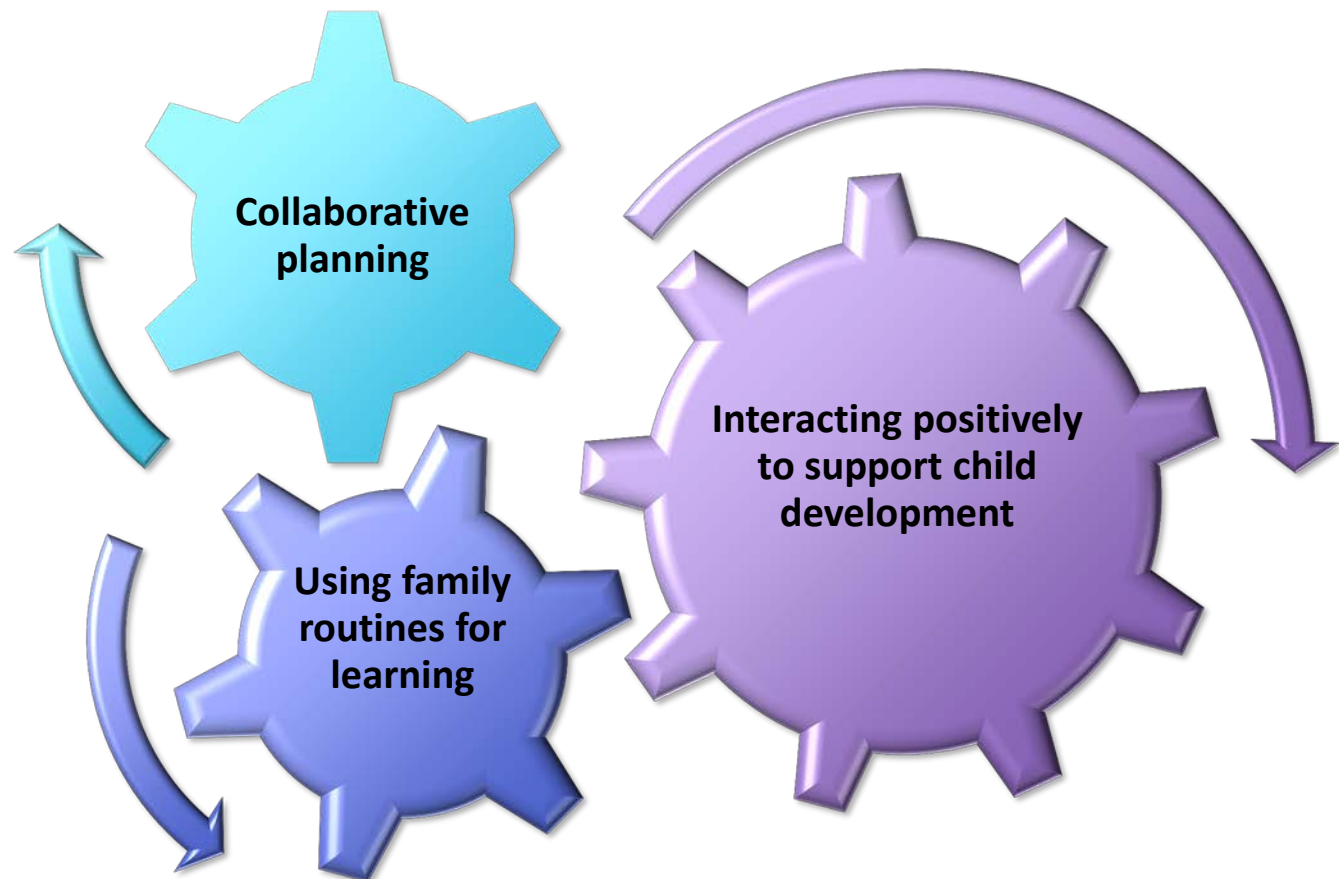 Collaborative
planning
Interacting positively
to support child
development
Using family
routines for
learning